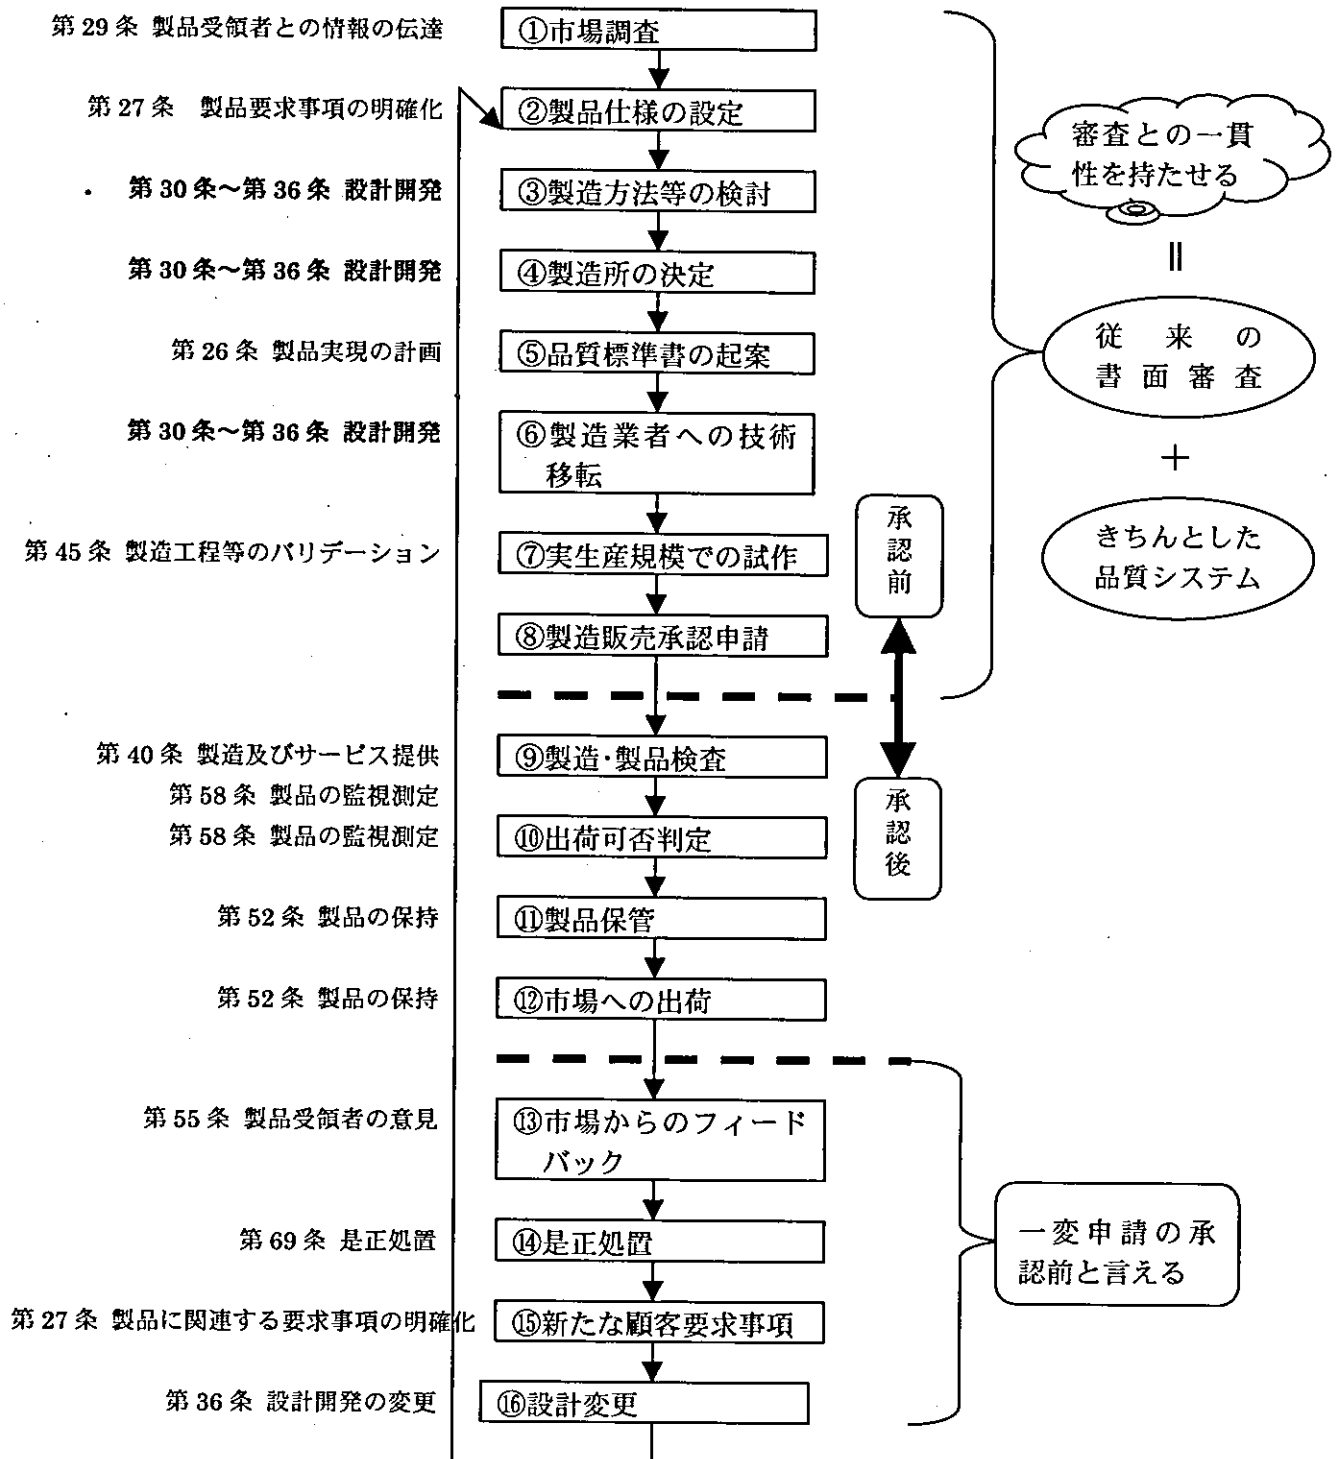 第29条 製品受領者との情報の伝達
①市場調査
第27条 製品要求事項の明確化
②製品仕様の設定
第30条～第36条 設計開発
③製造方法等の検討
第30条～第36条 設計開発
④製造所の決定
第26条 製品実現の計画
⑤品質標準書の起案
第30条～第36条 設計開発
⑥製造業者への技術
移転
第45条 製造工程等のバリデーション
⑦実生産規模での試作
⑧製造販売承認申請
審査との一貫
性を持たせる
＝
従来の
書面審査
＋
きちんとした
品質システム
承認前
承認後
第40条 製造及びサービス提供
第58条 製品の監視測定
⑨製造･製品検査
第58条 製品の監視測定
⑩出荷可否判定
第52条 製品の保持
⑪製品保管
第52条 製品の保持
⑫市場への出荷
第55条 製品受領者の意見
⑬市場からのフィード
バック
第69条 是正処置
⑭是正処置
第27条 製品に関連する要求事項の明確化
⑮新たな顧客要求事項
第36条 設計開発の変更
⑯設計変更
一変申請の承
認前と言える